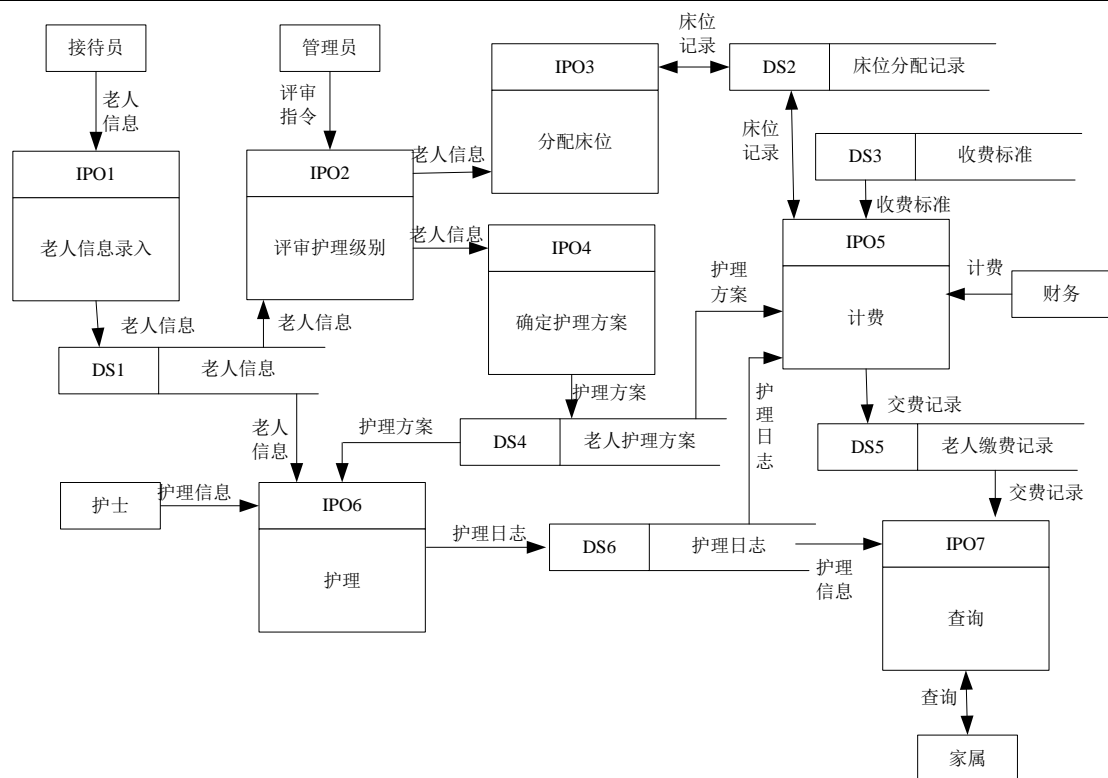 接待员
管理员
老人
信息
评审
指令
IPO1
老人信息录入
IPO2
评审护理级别
老人信息
老人信息
IPO3
分配床位
床位
记录
DS2
床位分配记录
床位
记录
DS3
收费标准
收费标准
IPO4
确定护理方案
IPO5
计费
计费
财务
老人信息
老人信息
DS1
老人信息
护理方案
护理
方案
护理方案
DS4
老人护理方案
护
理
日
志
交费记录
DS5
老人缴费记录
交费记录
老人
信息
护士
护理信息
IPO6
护理
护理日志
DS6
护理日志
护理
信息
IPO7
查询
查询
家属